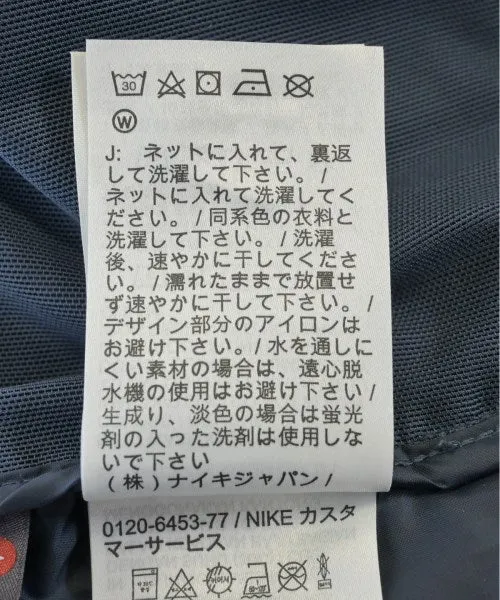 30
W
J: ネットに入れて、裏返
して洗濯して下さい。/
ネットに入れて洗濯してく
ださい。/ 同系色の衣料と
洗濯して下さい。/ 洗濯
後、速やかに干してくださ
い。/ 濡れたままで放置せ
ず速やかに干して下さい。/
デザイン部分のアイロンは
お避け下さい。/ 水を通しに
くい素材の場合は、遠心脱
水機の使用はお避け下さい /
生成り、淡色の場合は蛍光
剤の入った洗剤は使用しな
いで下さい
(株) ナイキジャパン /
0120-6453-77 / NIKE カスタ
マーサービス